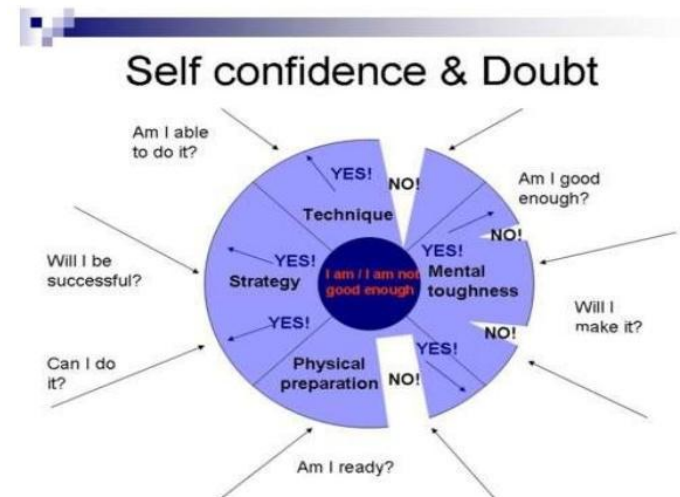 Self confidence & Doubt
Am I able
to do it?
YES!
NO!
Am I good
enough?
Technique
NO!
YES!
Will I be
successful?
YES!
Strategy
I am / I am not
good enough
Mental
toughness
Will I
make it?
YES!
NO!
YES!
Can I do
it?
Physical
preparation
NO!
Am I ready?